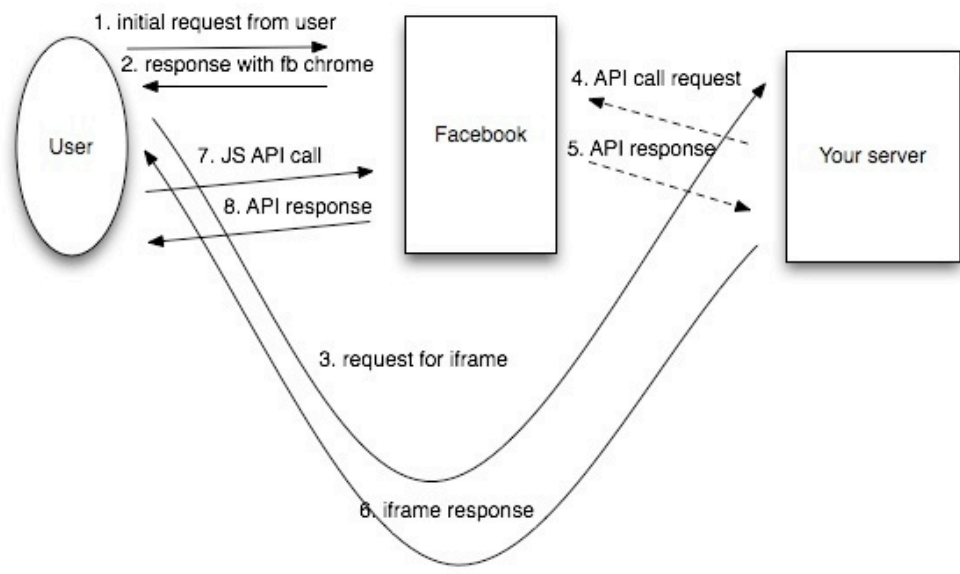 1. initial request from user
2. response with fb chrome
4. API call request
User
Facebook
5. API response
Your server
7. JS API call
8. API response
3. request for iframe
6. iframe response